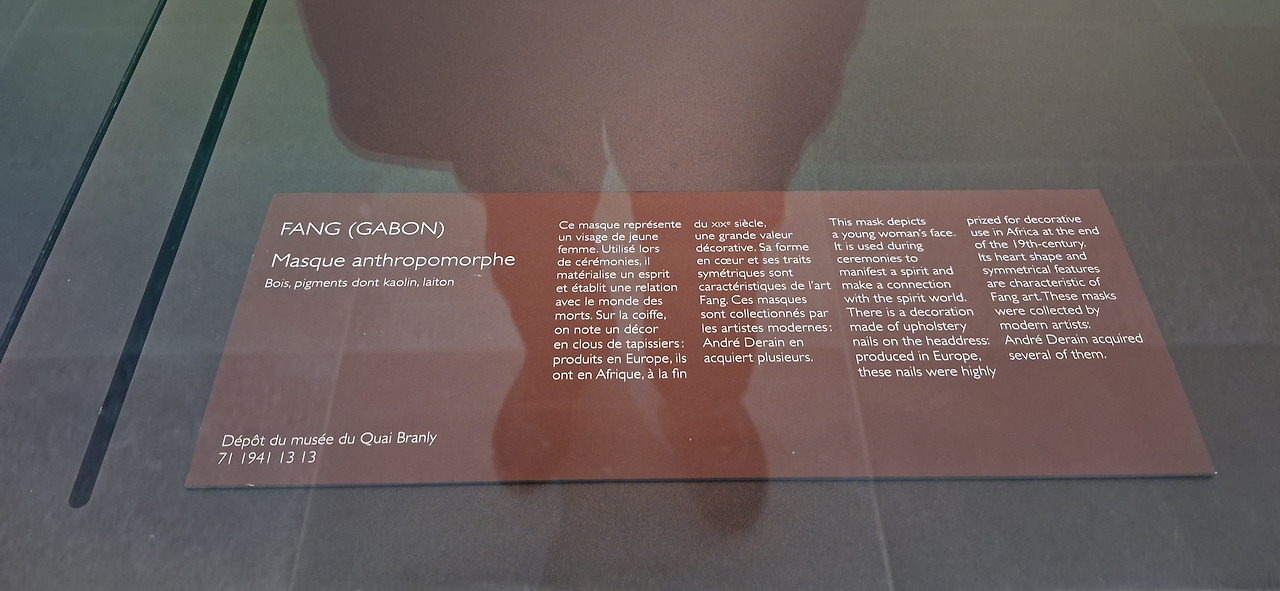 FANG (GABON)
Masque anthropomorphe
Bois, pigments dont kaolin, laiton
Dépôt du musée du Quai Branly
71 1941 13 13
Ce masque représente
un visage de jeune
femme. Utilisé lors
de cérémonies, il
matérialise un esprit
et établit une relation
avec le monde des
morts. Sur la coiffe,
on note un décor
en clous de tapissiers :
produits en Europe, ils
ont en Afrique, à la fin
du XIXe siècle,
une grande valeur
décorative. Sa forme
en cœur et ses traits
symétriques sont
caractéristiques de l'art
Fang. Ces masques
sont collectionnés par
les artistes modernes :
André Derain en
acquiert plusieurs.
This mask depicts
a young woman's face.
It is used during
ceremonies to
manifest a spirit and
make a connection
with the spirit world.
There is a decoration
made of upholstery
nails on the headdress:
produced in Europe,
these nails were highly
prized for decorative
use in Africa at the end
of the 19th-century.
Its heart shape and
symmetrical features
are characteristic of
Fang art. These masks
were collected by
modern artists:
André Derain acquired
several of them.